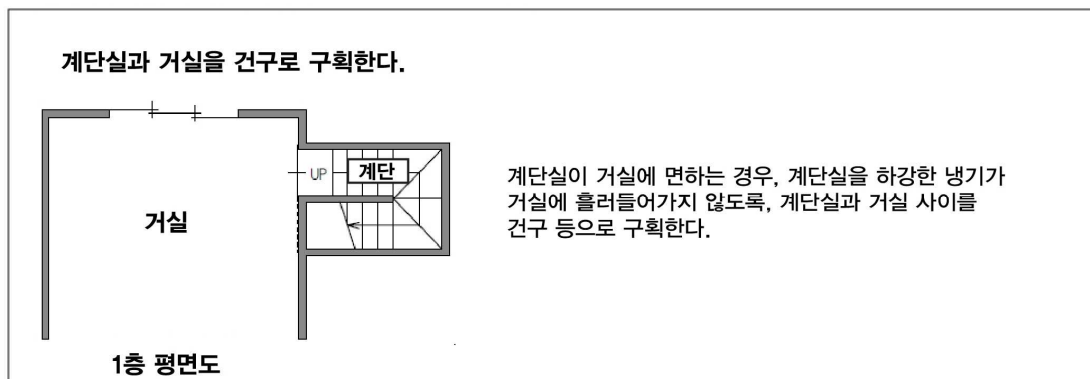 계단실과 거실을 건구로 구획한다.
UP
계단
거실
계단실이 거실에 면하는 경우, 계단실을 하강한 냉기가
거실에 흘러들어가지 않도록, 계단실과 거실 사이를
건구 등으로 구획한다.
1층 평면도